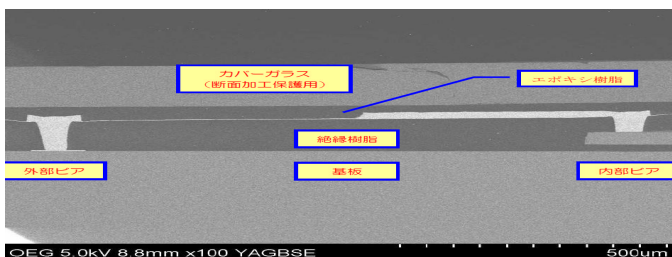 カバーガラス
(断面加工保護用)
エポキシ樹脂
絶縁樹脂
外部ビア
基板
内部ビア
OEG 5.0kV 8.8mm x100 YAGBSE
500um